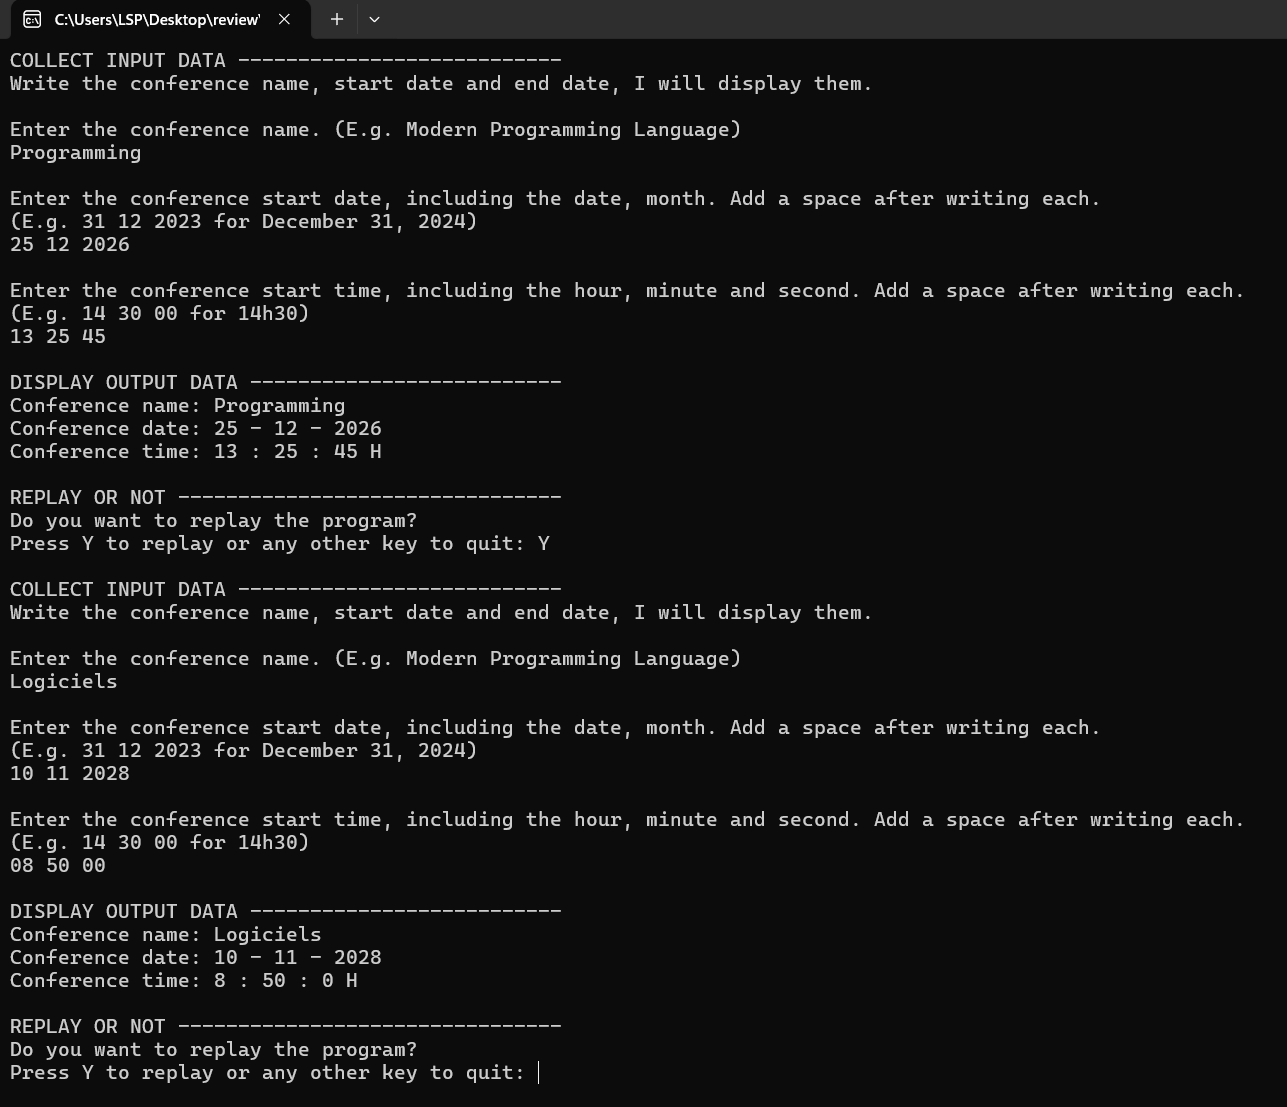 C:\Users\LSP\Desktop\review'
COLLECT INPUT DATA ---------------------------
Write the conference name, start date and end date, I will display them.
Enter the conference name. (E.g. Modern Programming Language)
Programming
Enter the conference start date, including the date, month. Add a space after writing each.
(E.g. 31 12 2023 for December 31, 2024)
25 12 2026
Enter the conference start time, including the hour, minute and second. Add a space after writing each.
(E.g. 14 30 00 for 14h30)
13 25 45
DISPLAY OUTPUT DATA --------------------------
Conference name: Programming
Conference date: 25 - 12 - 2026
Conference time: 13 : 25 : 45 H
REPLAY OR NOT --------------------------------
Do you want to replay the program?
Press Y to replay or any other key to quit: Y
COLLECT INPUT DATA ---------------------------
Write the conference name, start date and end date, I will display them.
Enter the conference name. (E.g. Modern Programming Language)
Logiciels
Enter the conference start date, including the date, month. Add a space after writing each.
(E.g. 31 12 2023 for December 31, 2024)
10 11 2028
Enter the conference start time, including the hour, minute and second. Add a space after writing each.
(E.g. 14 30 00 for 14h30)
08 50 00
DISPLAY OUTPUT DATA --------------------------
Conference name: Logiciels
Conference date: 10 - 11 - 2028
Conference time: 8 : 50 : 0 H
REPLAY OR NOT --------------------------------
Do you want to replay the program?
Press Y to replay or any other key to quit: